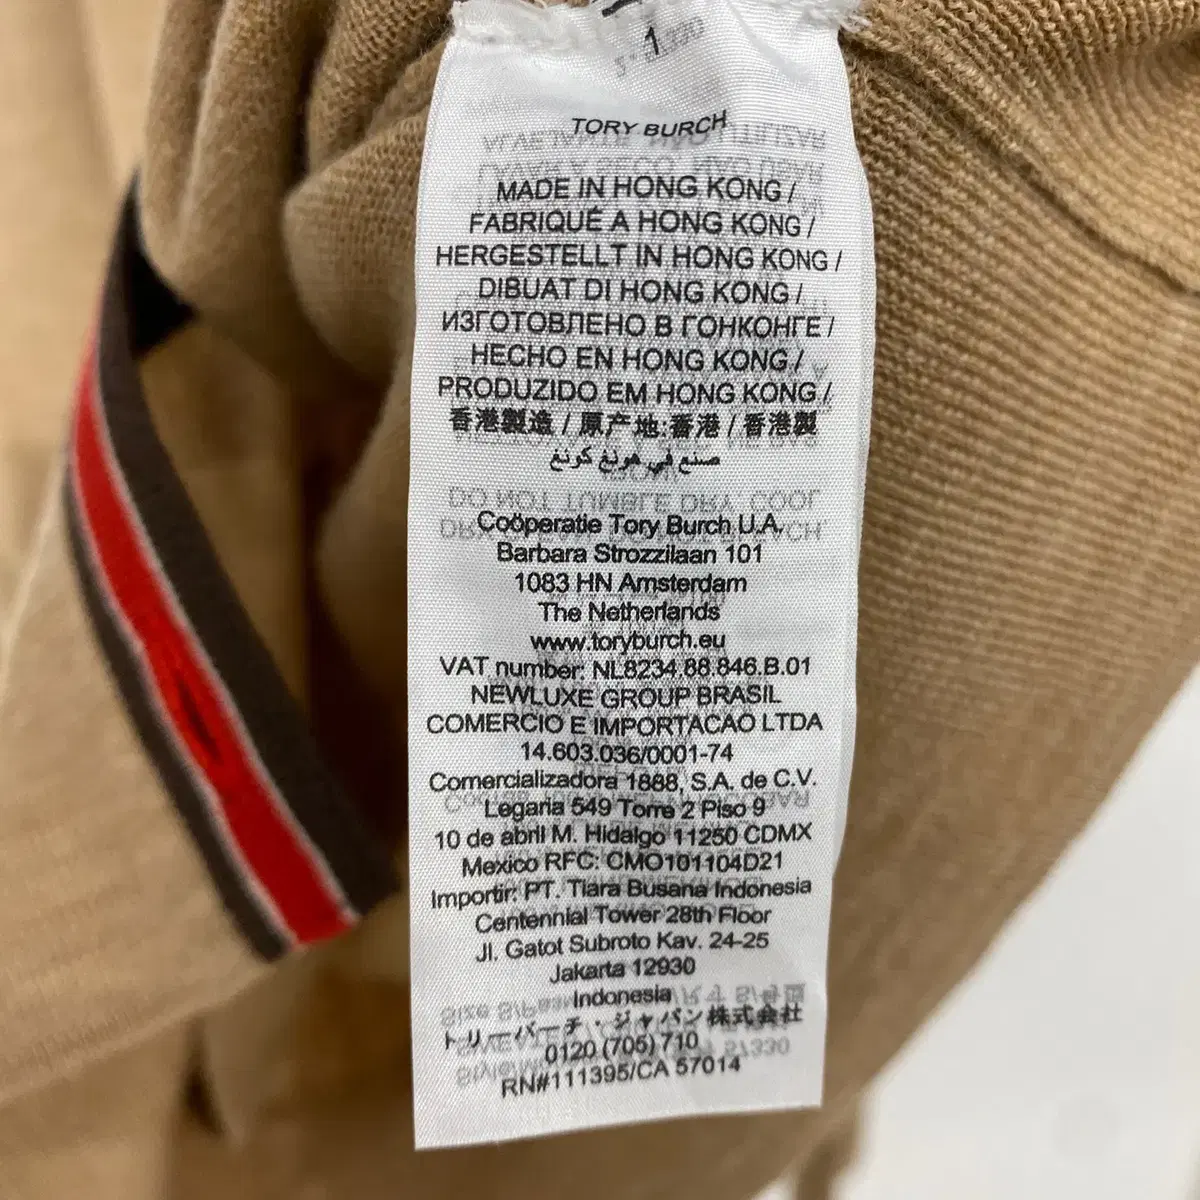 1
TORY BURCH
MADE IN HONG KONG /
FABRIQUÉ A HONG KONG /
HERGESTELLT IN HONG KONG /
DIBUAT DI HONG KONG /
ИЗГОТОВЛЕНО В ГОНКОНГЕ /
HECHO EN HONG KONG /
PRODUZIDO EM HONG KONG /
香港製造 / 原产地:香港 / 香港製
صنع في هونغ كونغ
Coöperatie Tory Burch U.A.
Barbara Strozzilaan 101
1083 HN Amsterdam
The Netherlands
www.toryburch.eu
VAT number: NL8234.88.846.B.01
NEWLUXE GROUP BRASIL
COMERCIO E IMPORTACAO LTDA
14.603.036/0001-74
Comercializadora 1888, S.A. de C.V.
Legaria 549 Torre 2 Piso 9
10 de abril M. Hidalgo 11250 CDMX
Mexico RFC: CMO101104D21
Importir: PT. Tiara Busana Indonesia
Centennial Tower 28th Floor
Jl. Gatot Subroto Kav. 24-25
Jakarta 12930
Indonesia
トリーバーチ・ジャパン株式会社
0120 (705) 710
RN#111395/CA 57014